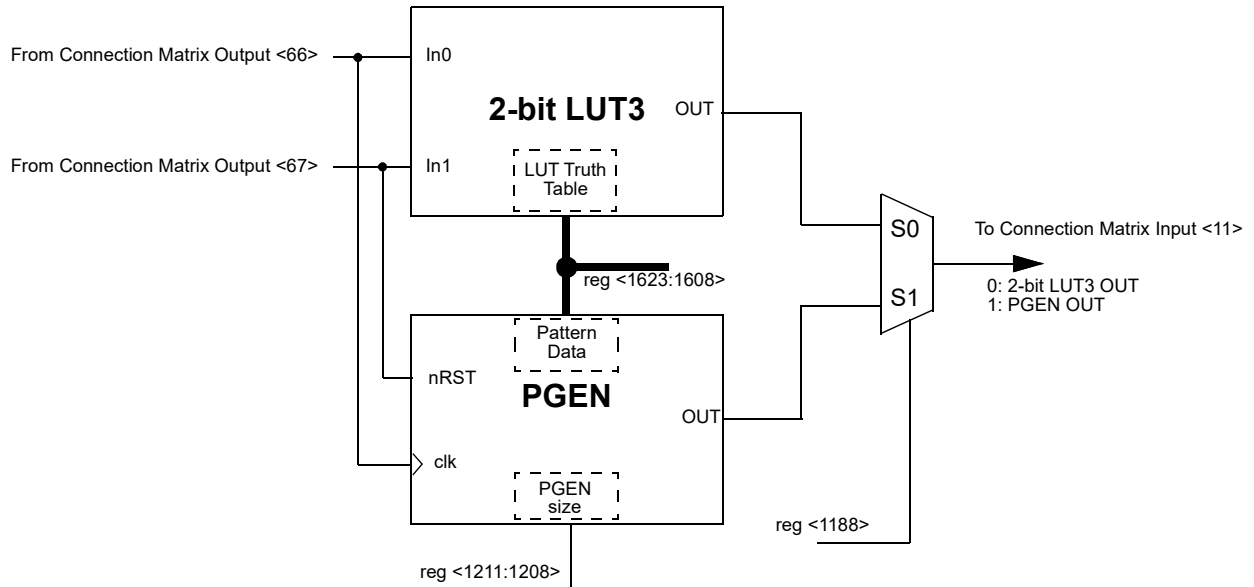 From Connection Matrix Output <66>
In0
2-bit LUT3
OUT
From Connection Matrix Output <67>
In1
LUT Truth
Table
S0
To Connection Matrix Input <11>
reg <1623:1608>
0: 2-bit LUT3 OUT
1: PGEN OUT
S1
Pattern
Data
nRST
PGEN
OUT
clk
PGEN
size
reg <1188>
reg <1211:1208>